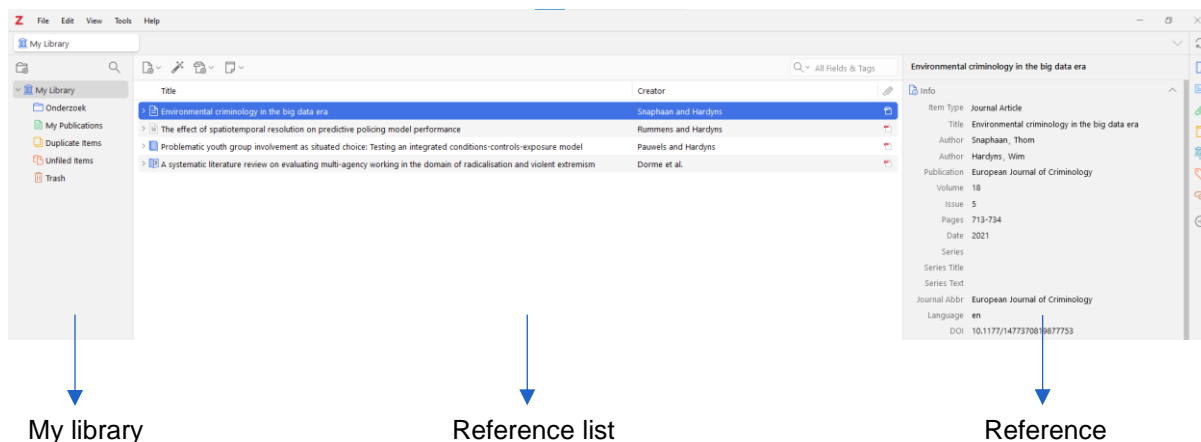 Z File Edit View Tools Help
My Library
All Fields & Tags
Environmental criminology in the big data era
My Library
Onderzoek
My Publications
Duplicate Items
Unfiled Items
Trash
Title Creator
Environmental criminology in the big data era Snaphaan and Hardyns
The effect of spatiotemporal resolution on predictive policing model performance Rummens and Hardyns
Problematic youth group involvement as situated choice: Testing an integrated conditions-controls-exposure model Pauwels and Hardyns
A systematic literature review on evaluating multi-agency working in the domain of radicalisation and violent extremism Dorme et al.
Info
Item Type Journal Article
Title Environmental criminology in the big data era
Author Snaphaan, Thom
Author Hardyns, Wim
Publication European Journal of Criminology
Volume 18
Issue 5
Pages 713-734
Date 2021
Series
Series Title
Series Text
Journal Abbr European Journal of Criminology
Language en
DOI 10.1177/1477370819877753
My library Reference list Reference